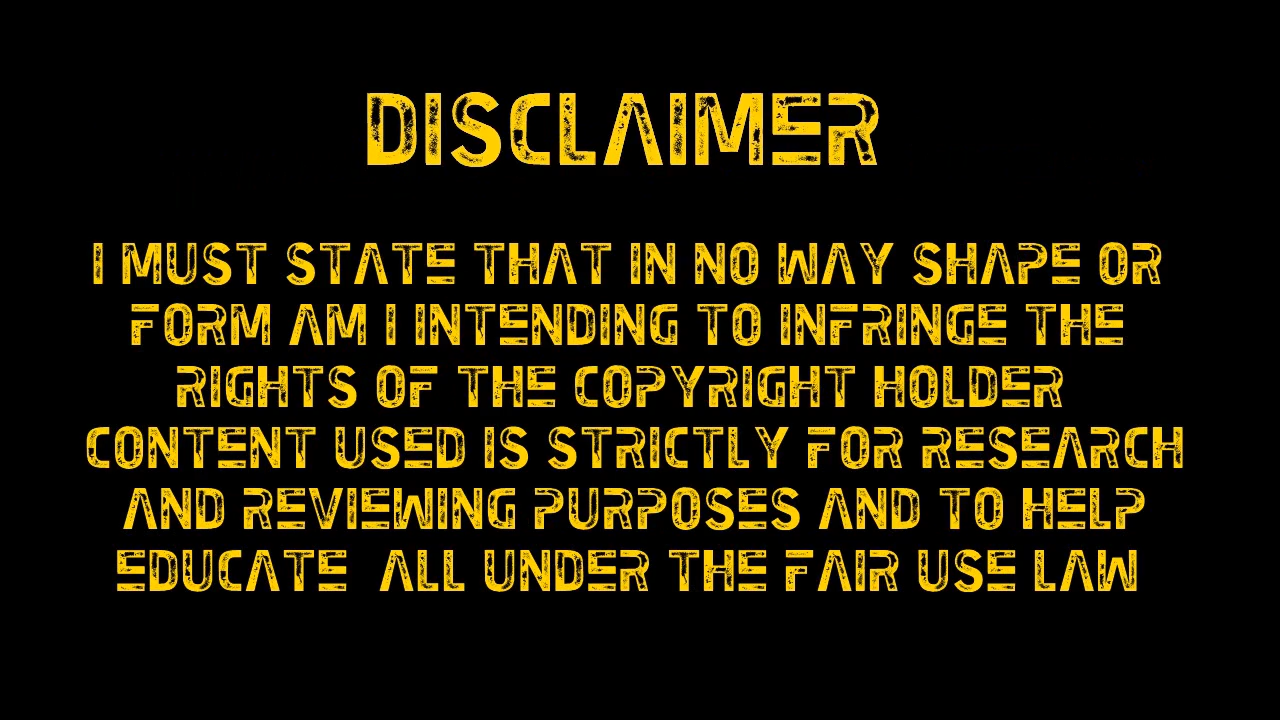 DISCLAIMER
I MUST STATE THAT IN NO WAY SHAPE OR
FORM AM I INTENDING TO INFRINGE THE
RIGHTS OF THE COPYRIGHT HOLDER
CONTENT USED IS STRICTLY FOR RESEARCH
AND REVIEWING PURPOSES AND TO HELP
EDUCATE  ALL UNDER THE FAIR USE LAW